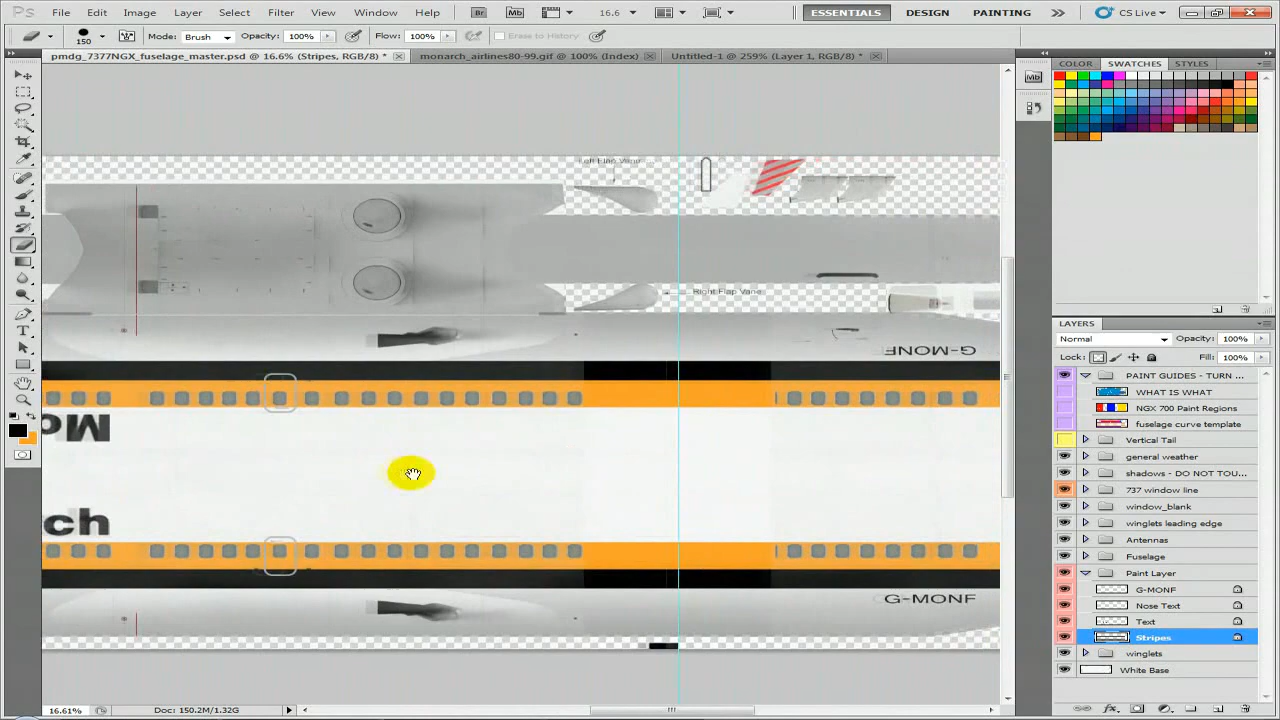 Ps File Edit Image Layer Select Filter Analysis 3D View Window Help Br Mb 16.6 ESSENTIALS DESIGN PAINTING CS Live
150 Mode: Brush Opacity: 100% Flow: 100% Erase to History
pmdg_7377NGX_fuselage_master.psd @ 16.6% (Stripes, RGB/8) * monarch_airlines80-99.gif @ 100% (Index) Untitled-1 @ 259% (Layer 1, RGB/8) *
COLOR SWATCHES STYLES
Mb
Left Flap Vane
Right Flap Vane
G-MONF
Mo
ch
G-MONF
LAYERS
Normal Opacity: 100%
Lock: Fill: 100%
PAINT GUIDES - TURN ...
WHAT IS WHAT
NGX 700 Paint Regions
fuselage curve template
Vertical Tail
general weather
shadows - DO NOT TOU...
737 window line
window_blank
winglets leading edge
Antennas
Fuselage
Paint Layer
G-MONF
Nose Text
Text
Stripes
winglets
White Base
16.61% Doc: 150.2M/1.32G